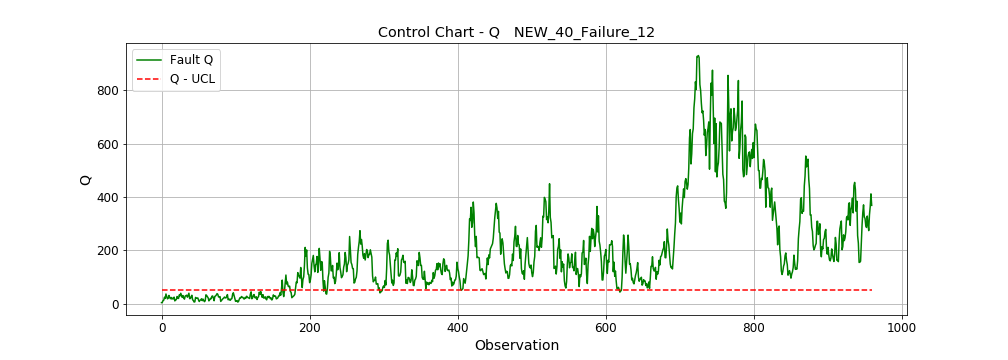 Control Chart - Q   NEW_40_Failure_12
Fault Q
Q - UCL
Q
800
600
400
200
0
0 200 400 600 800 1000
Observation